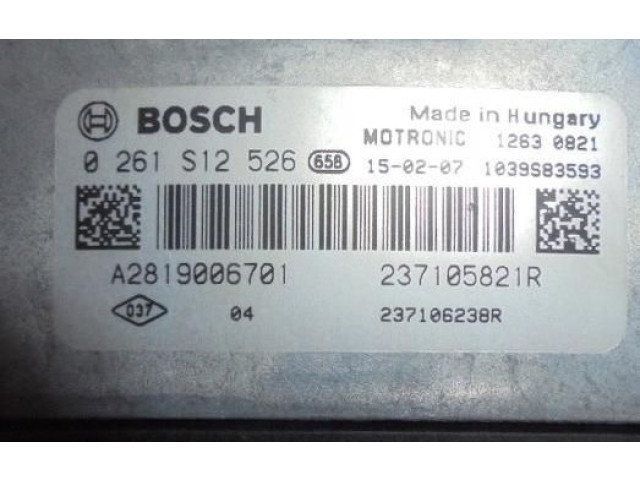 BOSCH Made in Hungary
MOTRONIC 1263 0821
0 261 S12 526 658 15-02-07 1039S83593
A2819006701 237105821R
037 04 237106238R